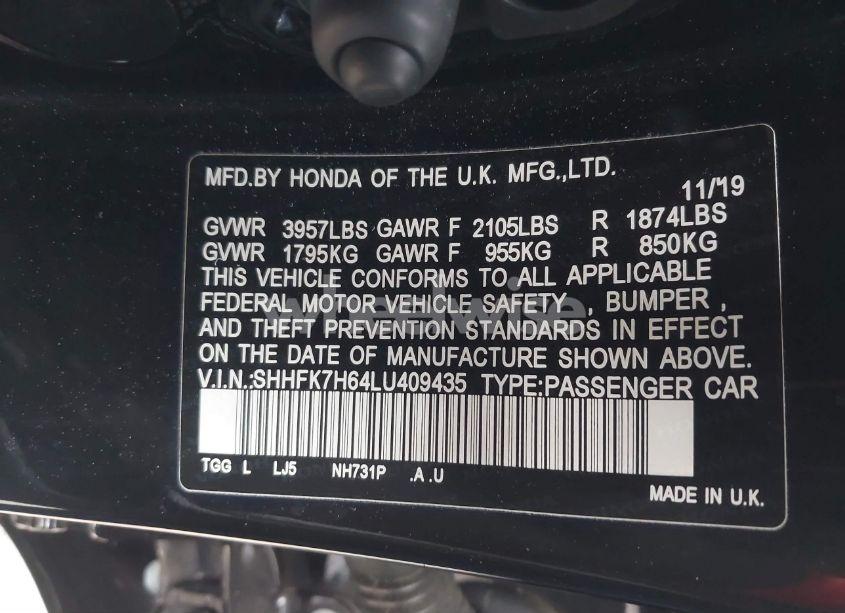 MFD.BY HONDA OF THE U.K. MFG.,LTD.
11/19
GVWR 3957LBS GAWR F 2105LBS R 1874LBS
GVWR 1795KG GAWR F 955KG R 850KG
THIS VEHICLE CONFORMS TO ALL APPLICABLE
FEDERAL MOTOR VEHICLE SAFETY , BUMPER ,
AND THEFT PREVENTION STANDARDS IN EFFECT
ON THE DATE OF MANUFACTURE SHOWN ABOVE.
V.I.N.:SHHFK7H64LU409435 TYPE:PASSENGER CAR
TGG L LJ5 NH731P .A .U
MADE IN U.K.